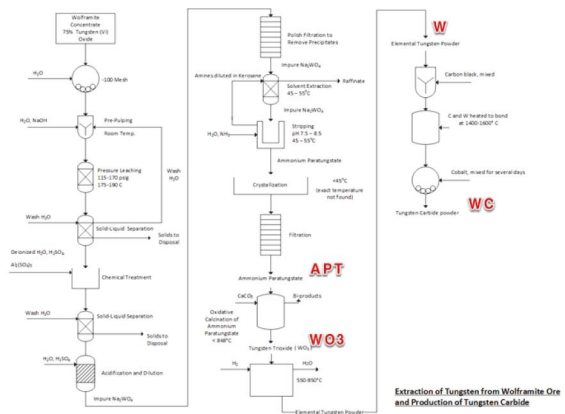 Wolframite
Concentrate
75% Tungsten (VI)
Oxide
H₂O
-100 Mesh
H₂O, NaOH
Pre-Pulping
Room Temp.
Pressure Leaching
115-170 psig
175-190 C
Wash
H₂O
Wash H₂O
Solid-Liquid Separation
Solids to
Disposal
Deionized H₂O, H₂SO₄
Al₂(SO₄)₃
Chemical Treatment
Wash H₂O
Solid-Liquid Separation
Solids to
Disposal
H₂O, H₂SO₄
Acidification and Dilution
Impure Na₂WO₄
Polish Filtration to
Remove Precipitates
Impure Na₂WO₄
Amines diluted in Kerosene
Raffinate
Solvent Extraction
45 – 55⁰C
Impure Na₂WO₄
Stripping
pH 7.5 – 8.5
45 – 55⁰C
H₂O, NH₃
Ammonium Paratungstate
Crystallization
(exact temperature
not found)
Filtration
APT
Ammonium Paratungstate
CaCO₃
Bi-products
Oxidative
Calcination of
Ammonium
Paratungstate
< 848⁰C
WO3
Tungsten Trioxide (WO₃)
H₂
H₂O
550-850⁰C
Elemental Tungsten Powder
W
Elemental Tungsten Powder
Carbon black, mixed
C and W heated to bond
at 1400-1600⁰ C
Cobalt, mixed for several days
WC
Tungsten Carbide powder
Extraction of Tungsten from Wolframite Ore
and Production of Tungsten Carbide